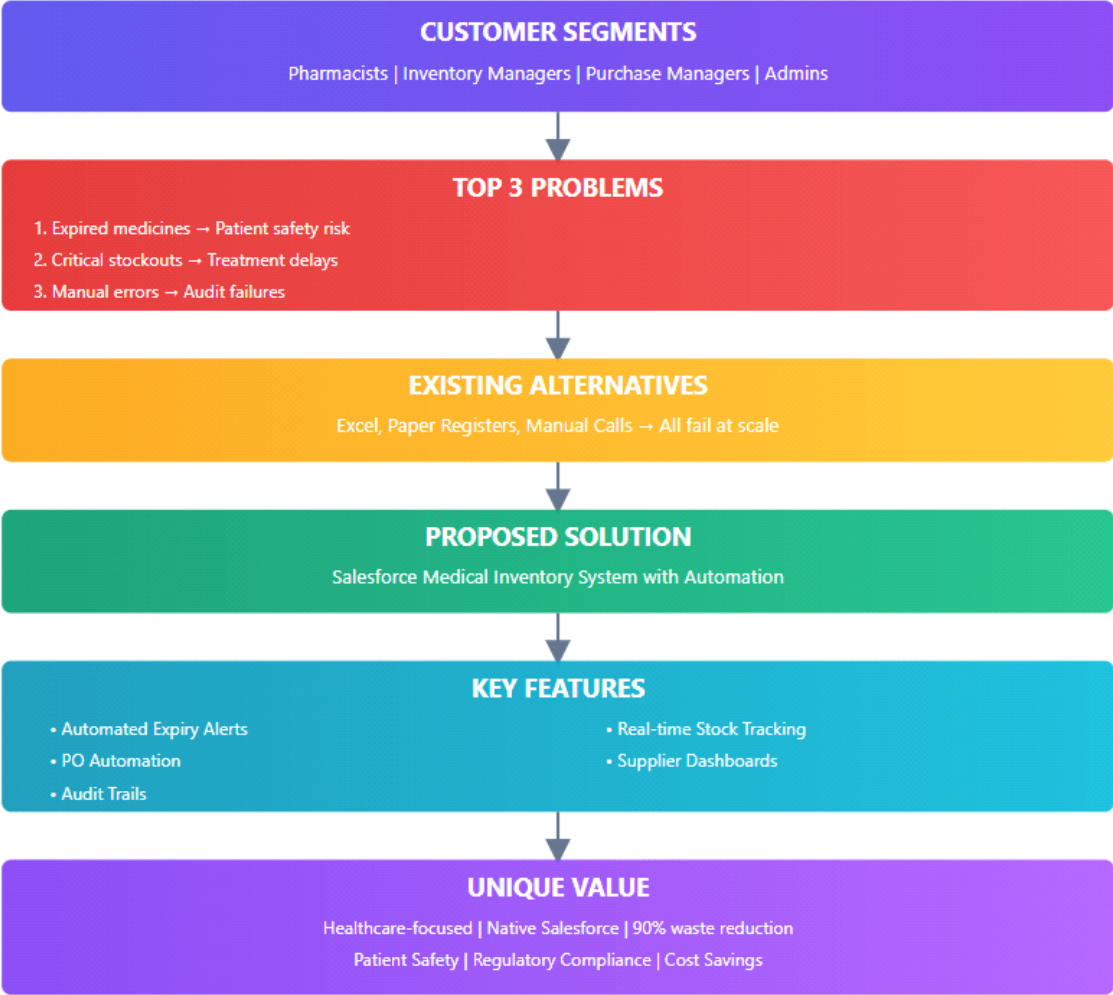 CUSTOMER SEGMENTS
Pharmacists | Inventory Managers | Purchase Managers | Admins
TOP 3 PROBLEMS
1. Expired medicines → Patient safety risk
2. Critical stockouts → Treatment delays
3. Manual errors → Audit failures
EXISTING ALTERNATIVES
Excel, Paper Registers, Manual Calls → All fail at scale
PROPOSED SOLUTION
Salesforce Medical Inventory System with Automation
KEY FEATURES
• Automated Expiry Alerts
• PO Automation
• Audit Trails
• Real-time Stock Tracking
• Supplier Dashboards
UNIQUE VALUE
Healthcare-focused | Native Salesforce | 90% waste reduction
Patient Safety | Regulatory Compliance | Cost Savings